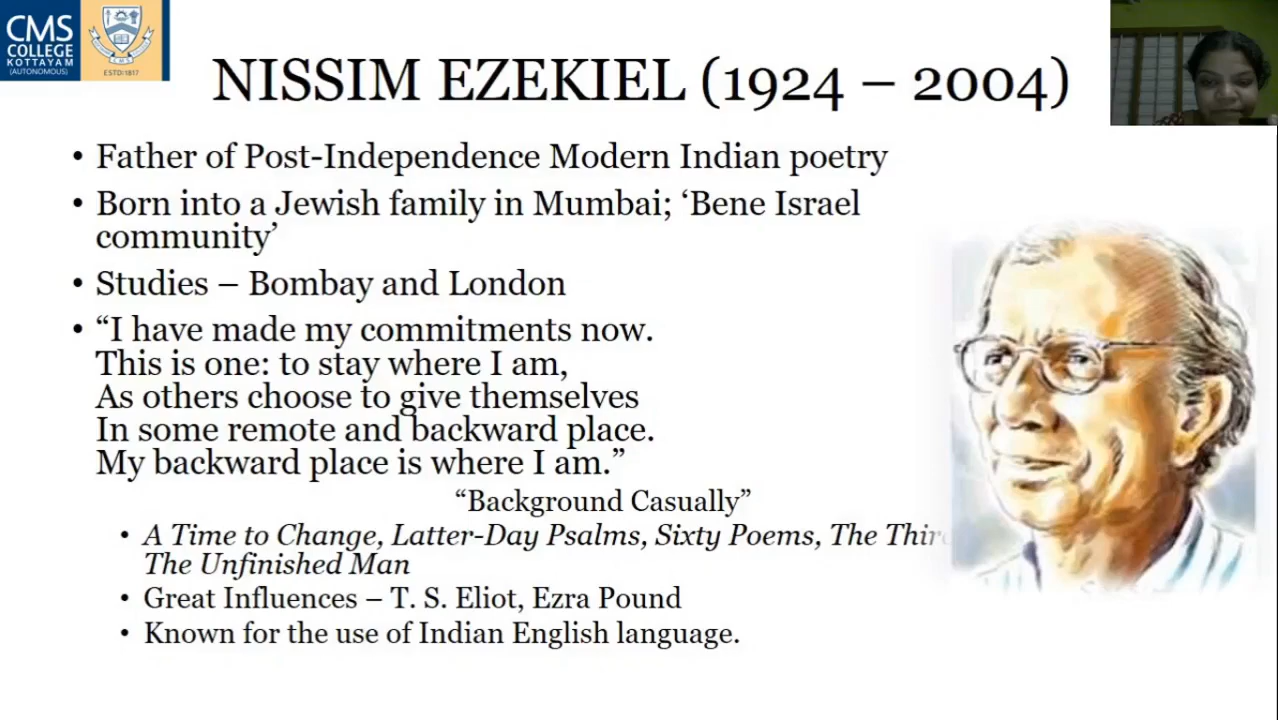 CMS
COLLEGE
KOTTAYAM
(AUTONOMOUS)
ESTD|1817
NISSIM EZEKIEL (1924 – 2004)
• Father of Post-Independence Modern Indian poetry
• Born into a Jewish family in Mumbai; ‘Bene Israel
community’
• Studies – Bombay and London
• “I have made my commitments now.
This is one: to stay where I am,
As others choose to give themselves
In some remote and backward place.
My backward place is where I am.”
“Background Casually”
• A Time to Change, Latter-Day Psalms, Sixty Poems, The
The Unfinished Man
• Great Influences – T. S. Eliot, Ezra Pound
• Known for the use of Indian English language.